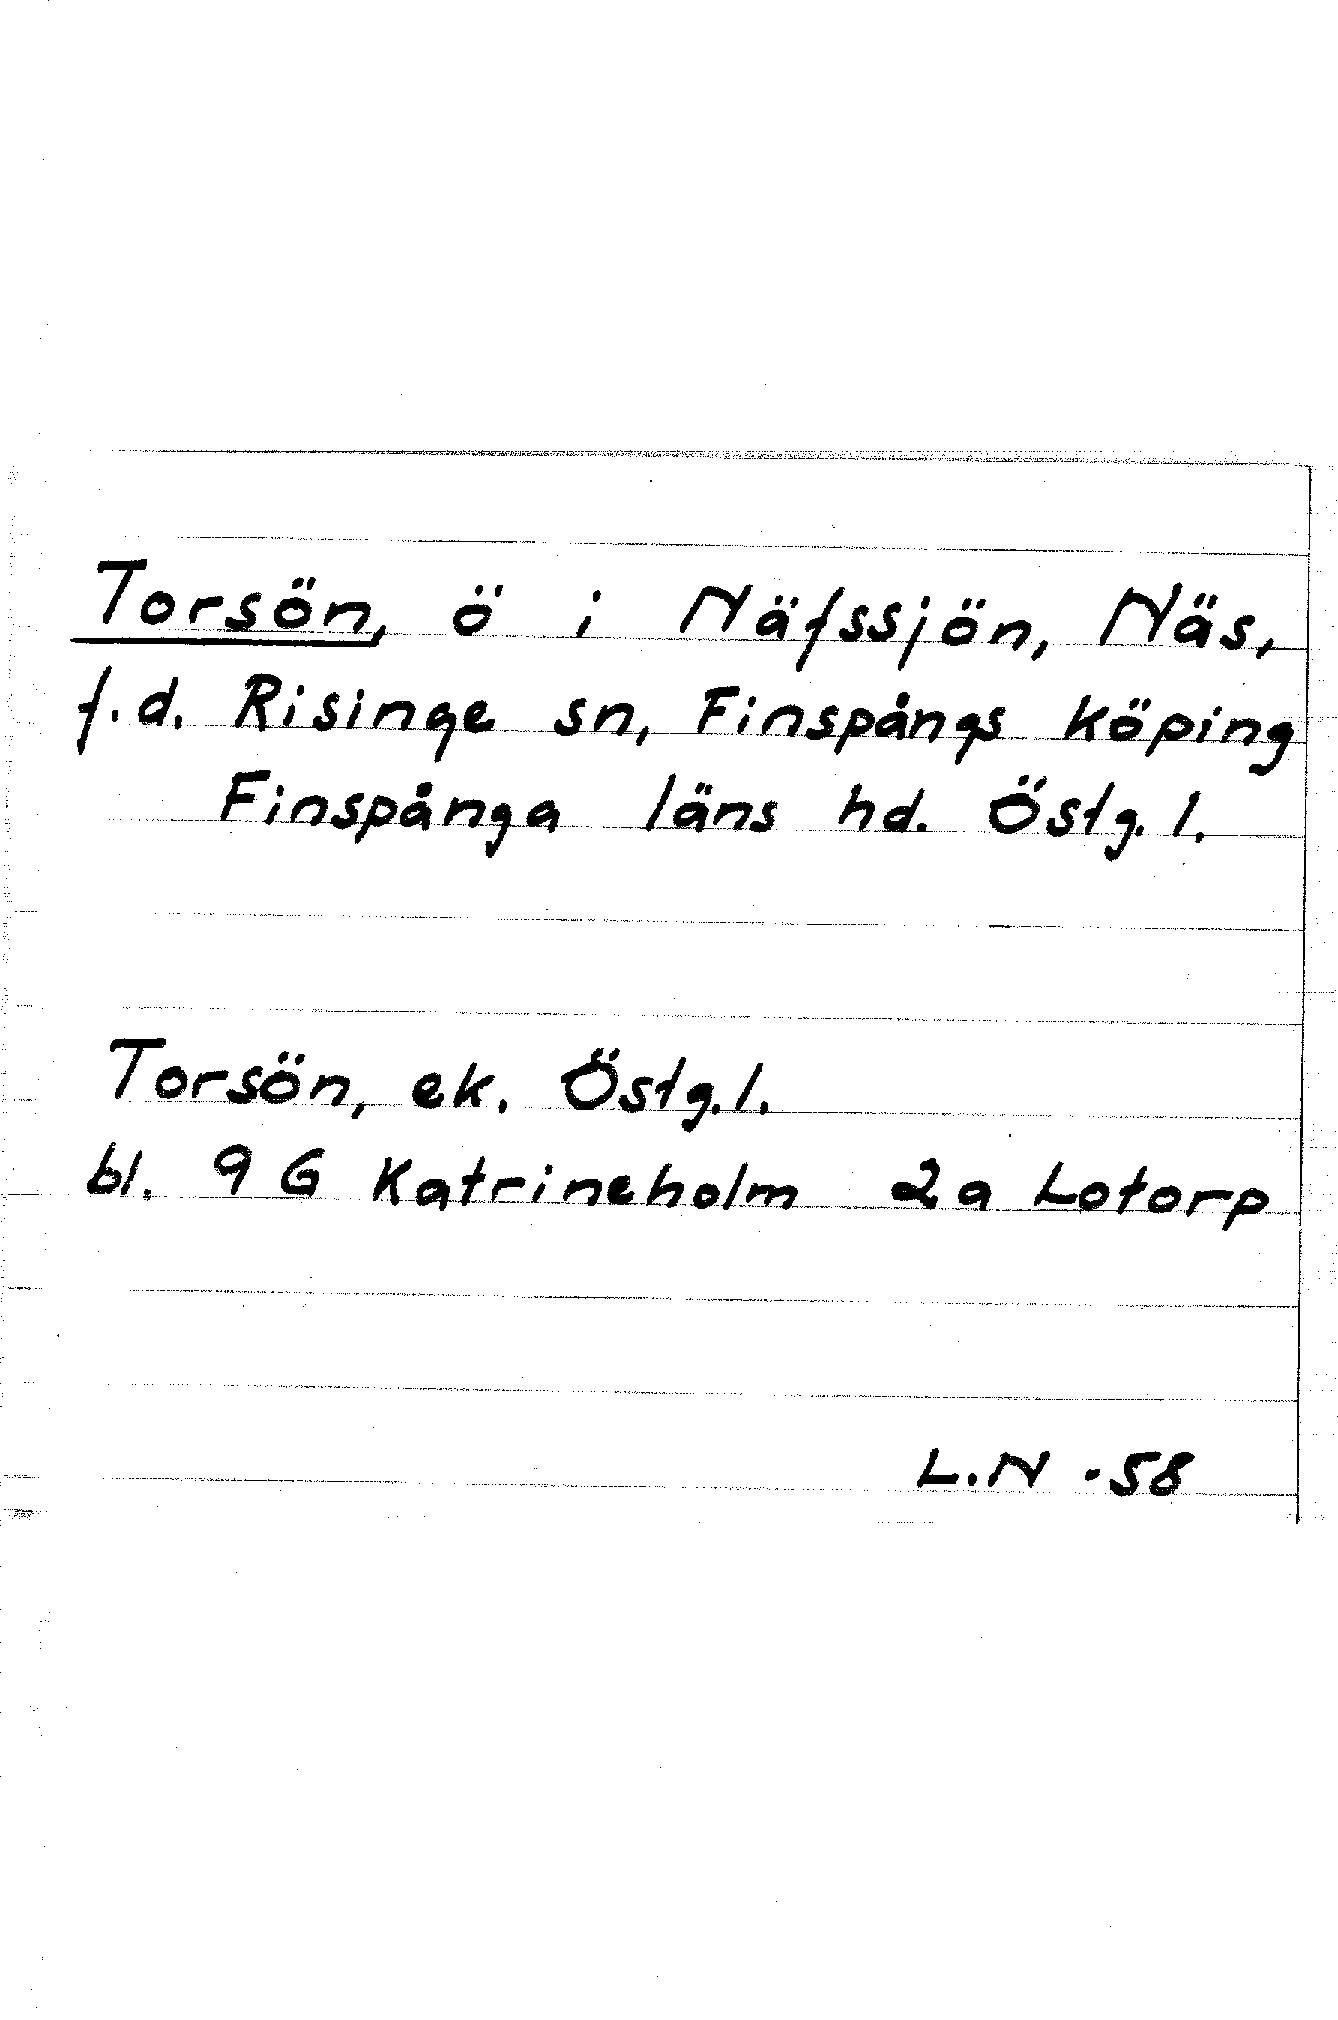 Torsön, ö i Näfssjön, Näs,
f.d. Risinge sn, Finspångs köping
Finspånga läns hd. Östg.l.
Torsön, ek. Östg.l.
bl. 9 G Katrineholm 2a Lotorp
L.N -58